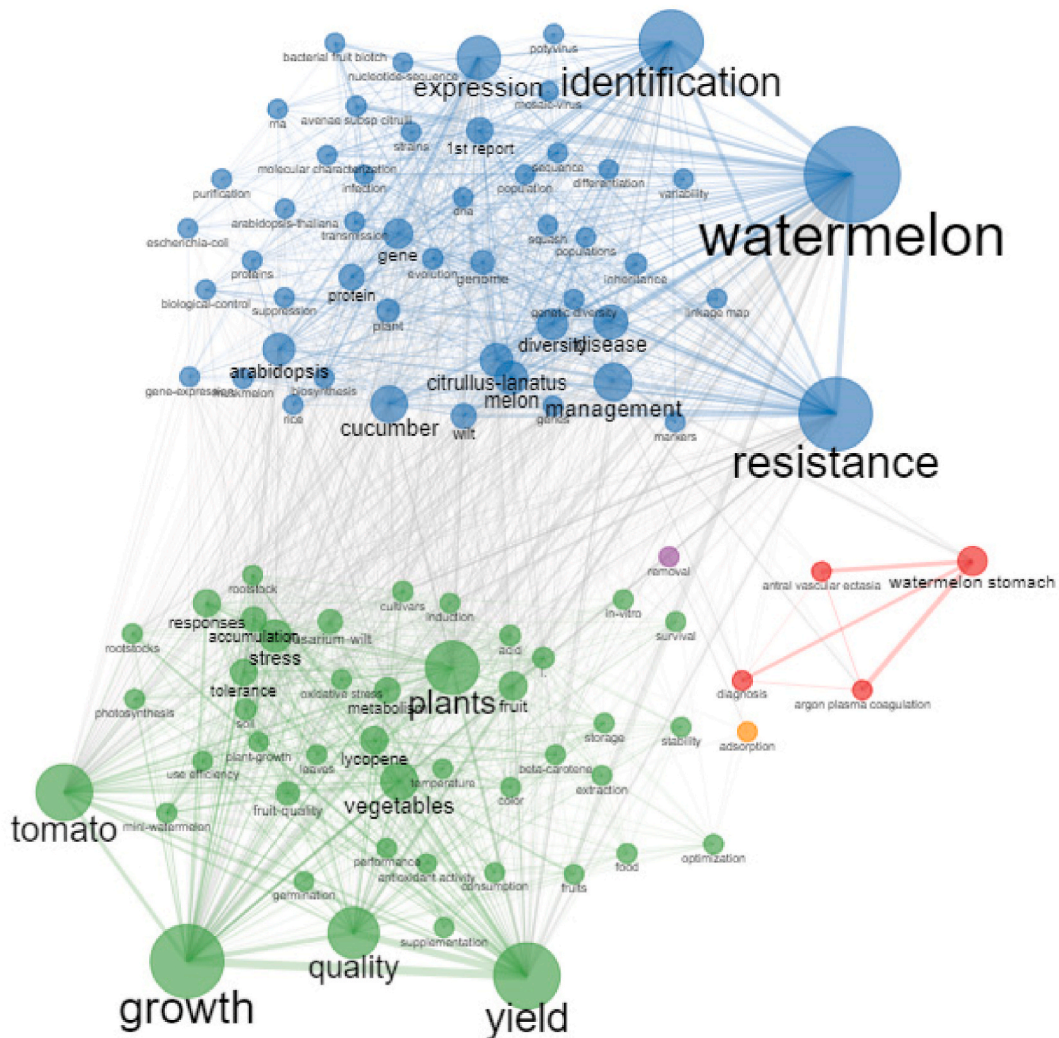 bacterial fruit blotch
polyvirus
nucleotide-sequence
expression
identification
mosaic-virus
rna
avenae subsp citrulli
strains
1st report
molecular characterization
sequence
purification
infection
population
differentiation
variability
dna
arabidopsis-thaliana
transmission
watermelon
escherichia-coli
gene
squash
populations
proteins
evolution
genome
inheritance
biological-control
suppression
protein
plant
genetic diversity
linkage map
diversity
disease
arabidopsis
citrullus-lanatus
gene-expression
muskmelon
biosynthesis
melon
management
rice
cucumber
wilt
genes
markers
resistance
removal
antral vascular ectasia
watermelon stomach
rootstock
cultivars
induction
in-vitro
responses
accumulation
fusarium-wilt
survival
rootstocks
stress
acid
l.
tolerance
oxidative stress
metabolism
plants
fruit
diagnosis
argon plasma coagulation
photosynthesis
soil
storage
stability
adsorption
plant-growth
lycopene
use efficiency
leaves
temperature
beta-carotene
extraction
tomato
mini-watermelon
fruit-quality
vegetables
color
performance
antioxidant activity
consumption
fruits
food
optimization
germination
supplementation
quality
growth
yield